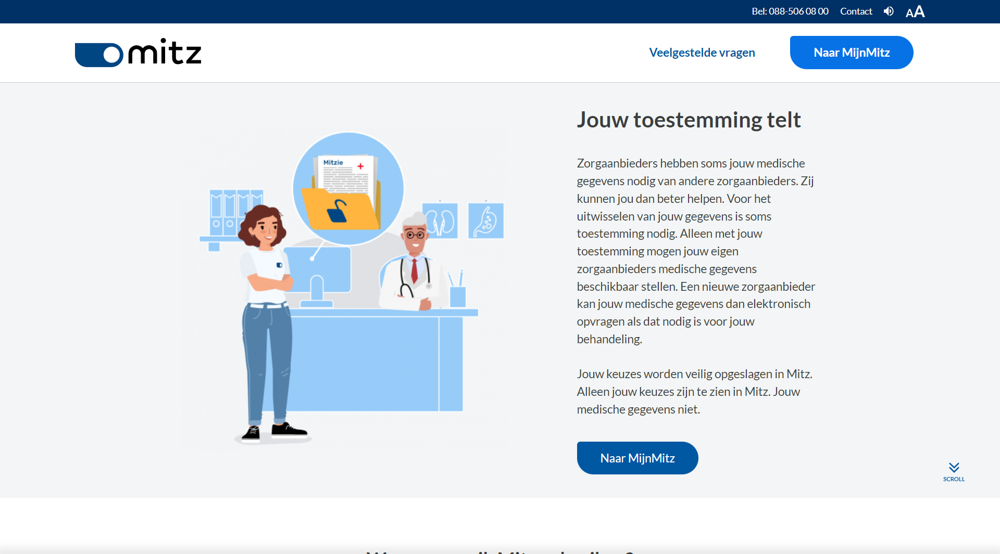 Bel: 088-506 08 00 Contact AA
mitz
Veelgestelde vragen
Naar MijnMitz
Mitzie
Jouw toestemming telt
Zorgaanbieders hebben soms jouw medische
gegevens nodig van andere zorgaanbieders. Zij
kunnen jou dan beter helpen. Voor het
uitwisselen van jouw gegevens is soms
toestemming nodig. Alleen met jouw
toestemming mogen jouw eigen
zorgaanbieders medische gegevens
beschikbaar stellen. Een nieuwe zorgaanbieder
kan jouw medische gegevens dan elektronisch
opvragen als dat nodig is voor jouw
behandeling.
Jouw keuzes worden veilig opgeslagen in Mitz.
Alleen jouw keuzes zijn te zien in Mitz. Jouw
medische gegevens niet.
Naar MijnMitz
SCROLL